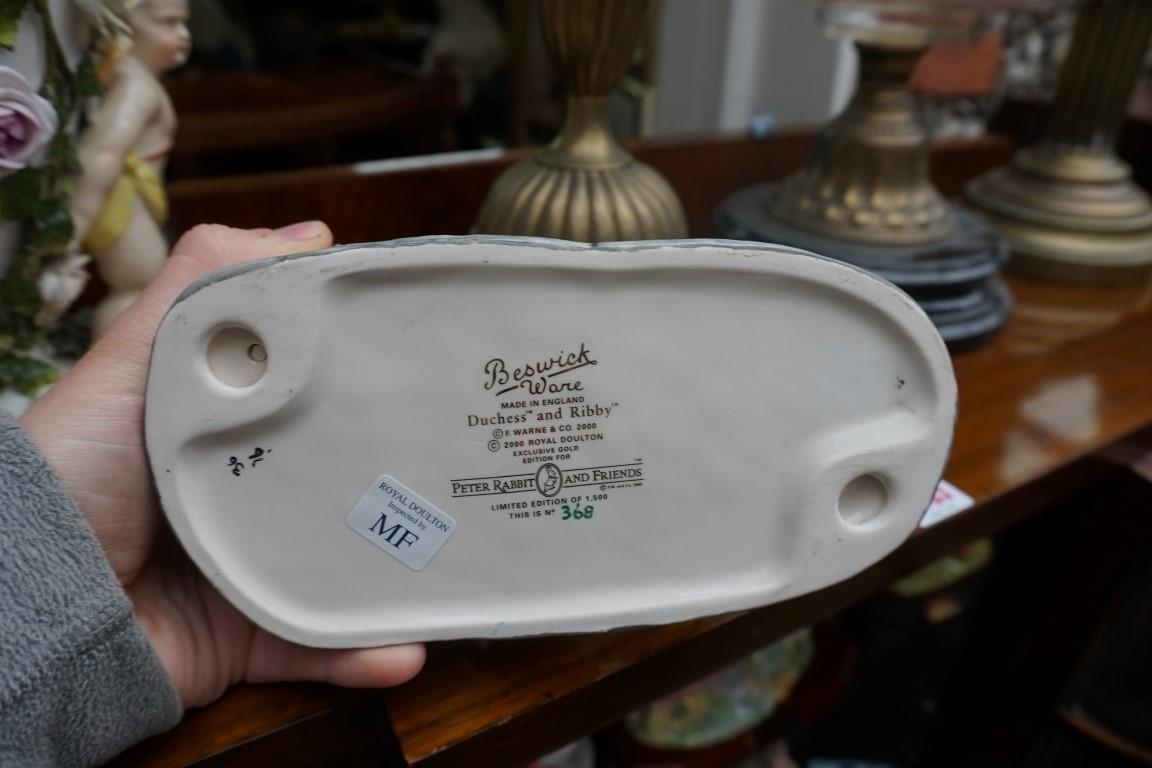 Beswick
Ware
MADE IN ENGLAND
Duchess™ and Ribby™
© F. WARNE & CO. 2000
© 2000 ROYAL DOULTON
EXCLUSIVE GOLD
EDITION FOR
PETER RABBIT AND FRIENDS™
LIMITED EDITION OF 1,500
THIS IS Nº 368
ROYAL DOULTON
Inspected by
MF